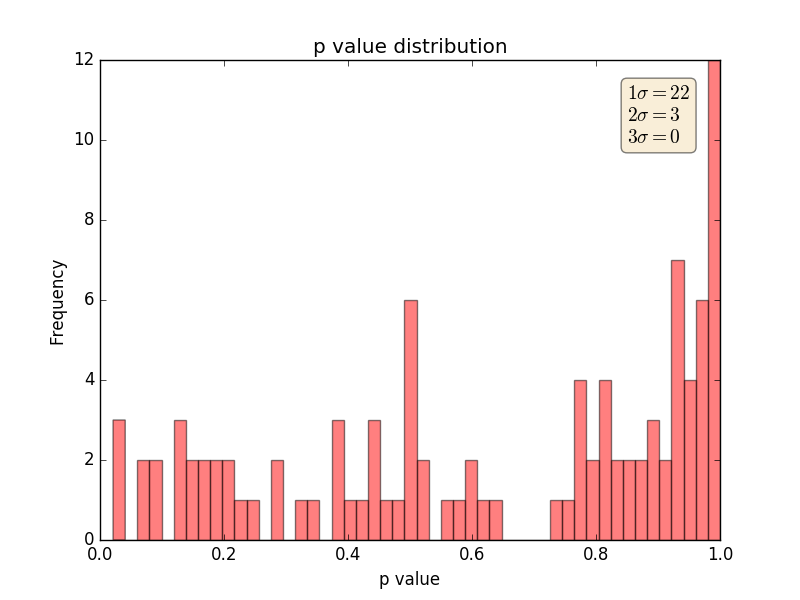 p value distribution
12
10
8
6
4
2
0
Frequency
1σ = 22
2σ = 3
3σ = 0
0.0 0.2 0.4 0.6 0.8 1.0
p value